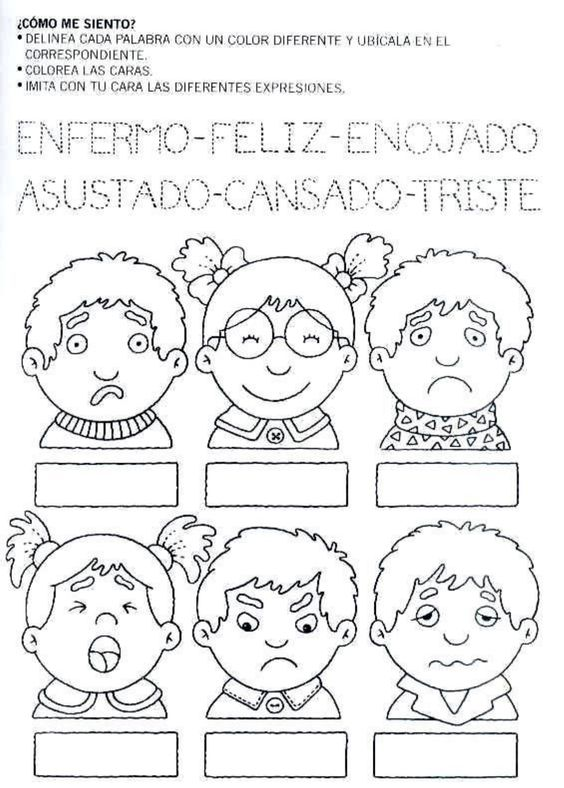 ¿CÓMO ME SIENTO?
• DELINEA CADA PALABRA CON UN COLOR DIFERENTE Y UBÍCALA EN EL
CORRESPONDIENTE.
• COLOREA LAS CARAS.
• IMITA CON TU CARA LAS DIFERENTES EXPRESIONES.
ENFERMO-FELIZ-ENOJADO
ASUSTADO-CANSADO-TRISTE